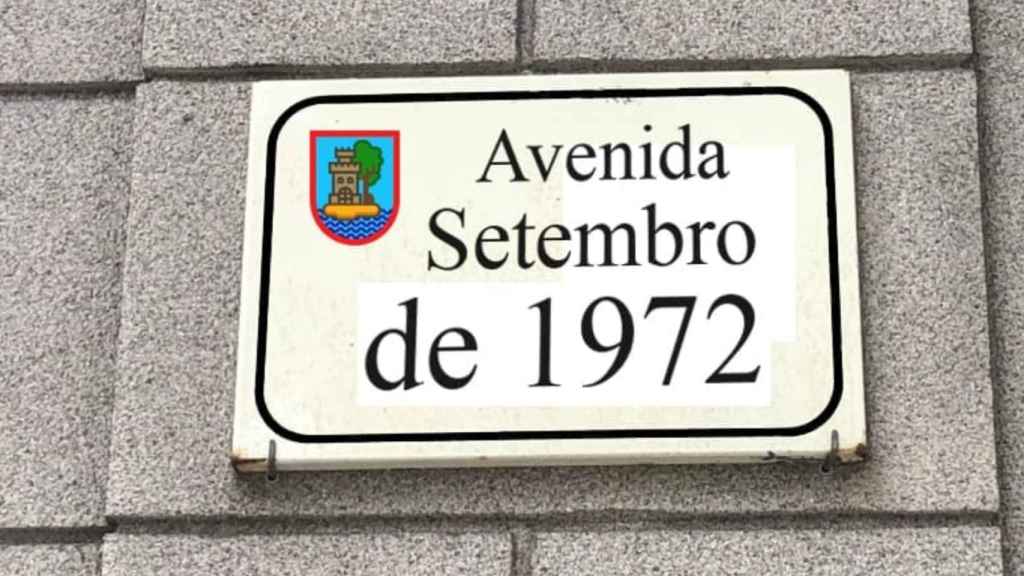 Avenida
Setembro
de 1972